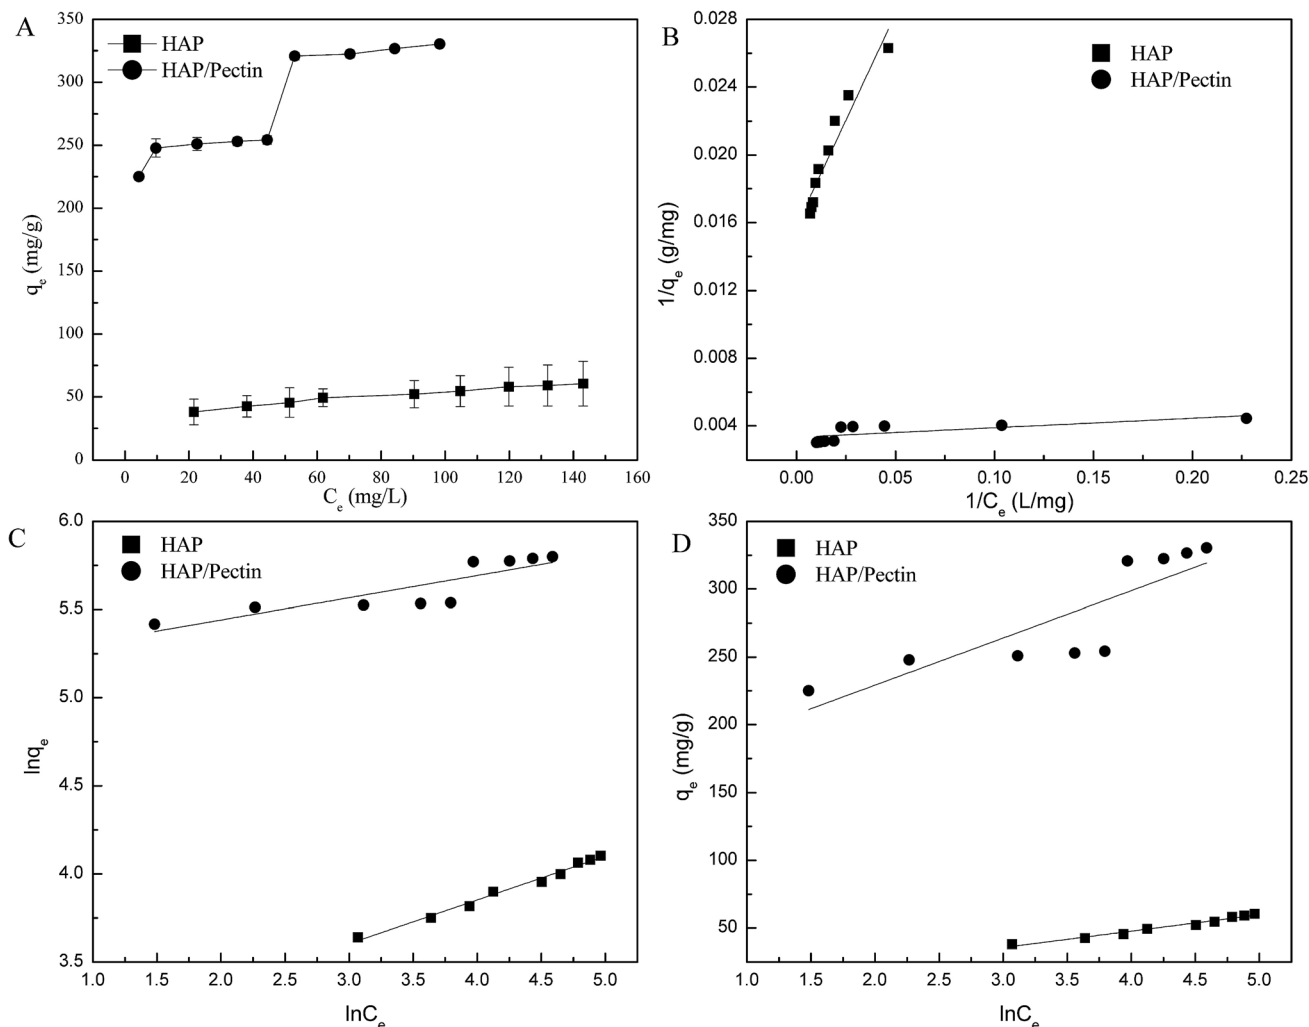 A
HAP
HAP/Pectin
350
300
250
200
150
100
50
0
0 20 40 60 80 100 120 140 160
qe (mg/g)
Ce (mg/L)
B
HAP
HAP/Pectin
0.028
0.024
0.020
0.016
0.012
0.008
0.004
0.00 0.05 0.10 0.15 0.20 0.25
1/qe (g/mg)
1/Ce (L/mg)
C
HAP
HAP/Pectin
6.0
5.5
5.0
4.5
4.0
3.5
1.0 1.5 2.0 2.5 3.0 3.5 4.0 4.5 5.0
lnqe
lnCe
D
HAP
HAP/Pectin
350
300
250
200
150
100
50
1.0 1.5 2.0 2.5 3.0 3.5 4.0 4.5 5.0
qe (mg/g)
lnCe